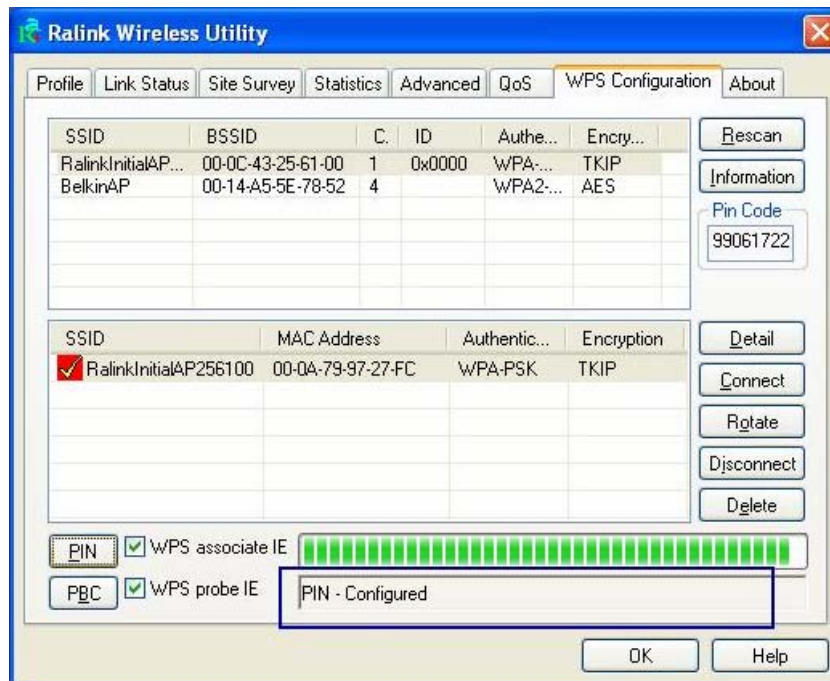 Ralink Wireless Utility
Profile Link Status Site Survey Statistics Advanced QoS WPS Configuration About
SSID BSSID C. ID Authe... Encry... Rescan
RalinkInitialAP... 00-0C-43-25-61-00 1 0x0000 WPA-... TKIP
BelkinAP 00-14-A5-5E-78-52 4 WPA2-... AES
Information
Pin Code
99061722
SSID MAC Address Authentic... Encryption Detail
RalinkInitialAP256100 00-0A-79-97-27-FC WPA-PSK TKIP
Connect
Rotate
Disconnect
Delete
PIN WPS associate IE
PBC WPS probe IE PIN - Configured
OK Help